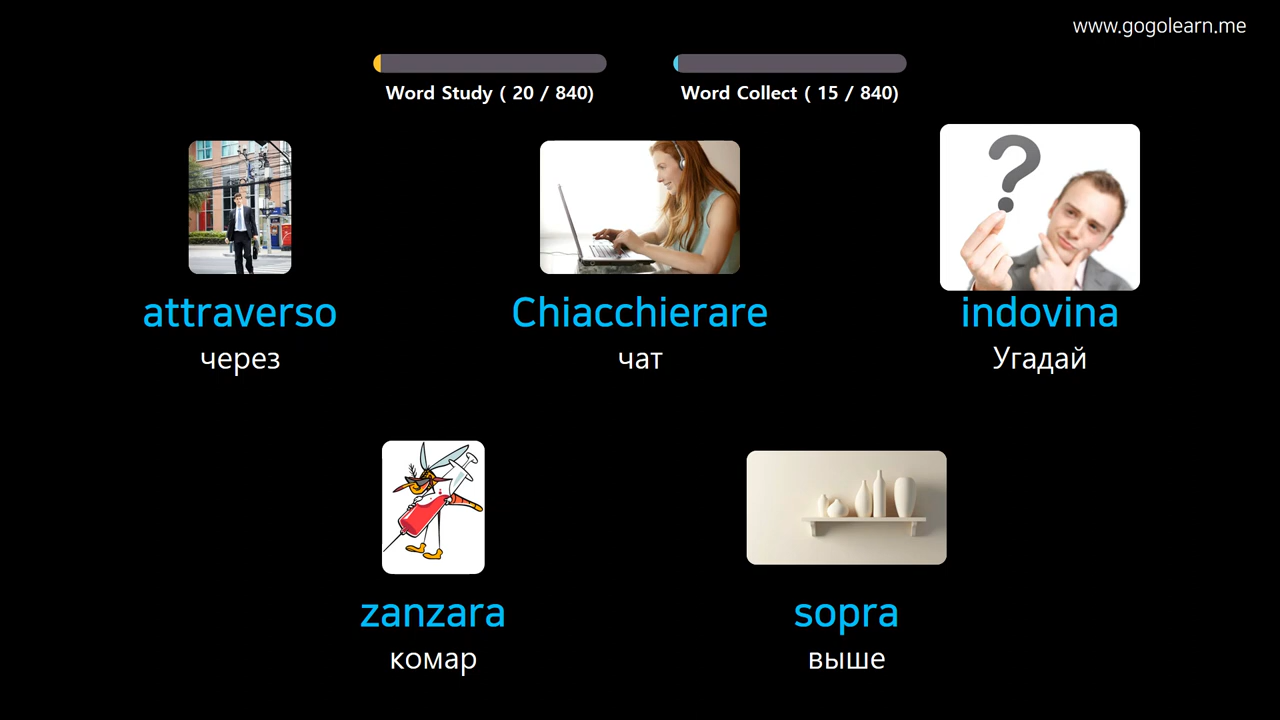 www.gogolearn.me
Word Study ( 20 / 840)
Word Collect ( 15 / 840)
attraverso
через
Chiacchierare
чат
indovina
Угадай
zanzara
комар
sopra
выше